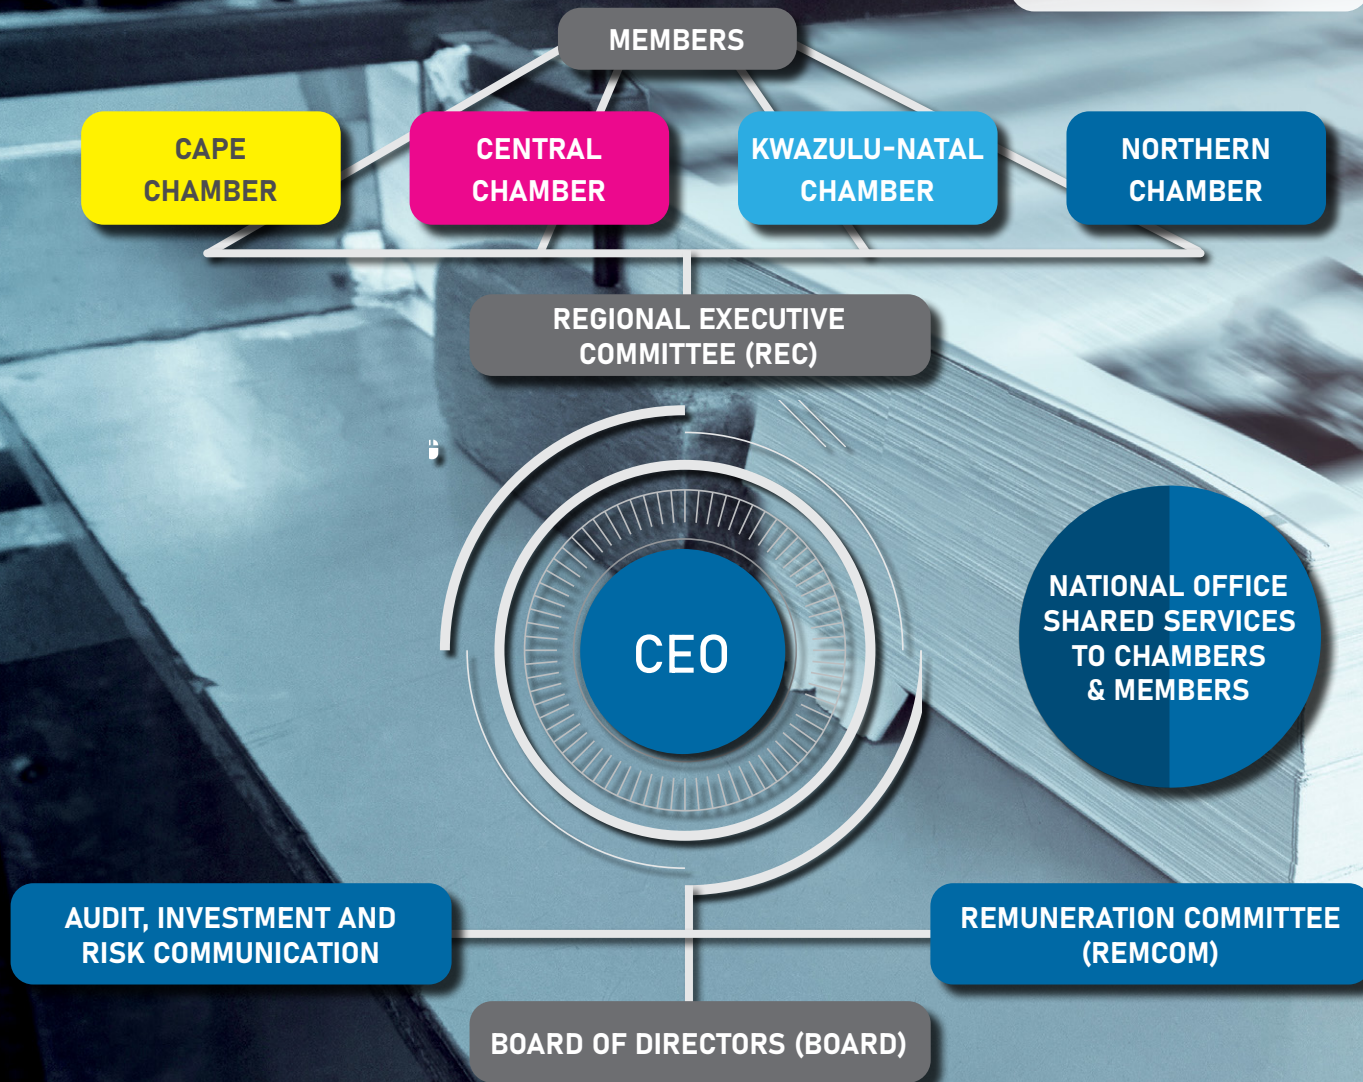 MEMBERS
CAPE
CHAMBER
CENTRAL
CHAMBER
KWAZULU-NATAL
CHAMBER
NORTHERN
CHAMBER
REGIONAL EXECUTIVE
COMMITTEE (REC)
CEO
NATIONAL OFFICE
SHARED SERVICES
TO CHAMBERS
& MEMBERS
AUDIT, INVESTMENT AND
RISK COMMUNICATION
REMUNERATION COMMITTEE
(REMCOM)
BOARD OF DIRECTORS (BOARD)